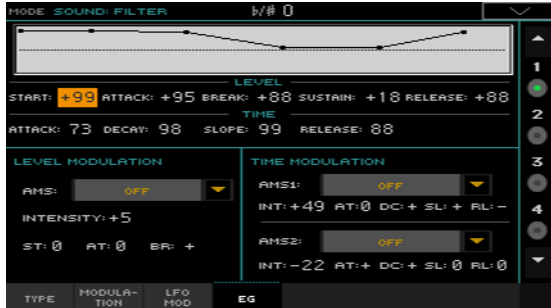 MODE SOUND: FILTER ♭/# 0
LEVEL
START: +99 ATTACK: +95 BREAK: +88 SUSTAIN: +18 RELEASE: +88
TIME
ATTACK: 73 DECAY: 98 SLOPE: 99 RELEASE: 88
LEVEL MODULATION
AMS: OFF
INTENSITY: +5
ST: 0 AT: 0 BR: +
TIME MODULATION
AMS1: OFF
INT: +49 AT: 0 DC: + SL: + RL: -
AMS2: OFF
INT: -22 AT: + DC: + SL: 0 RL: 0
1
2
3
4
TYPE MODULA-TION LFO MOD EG